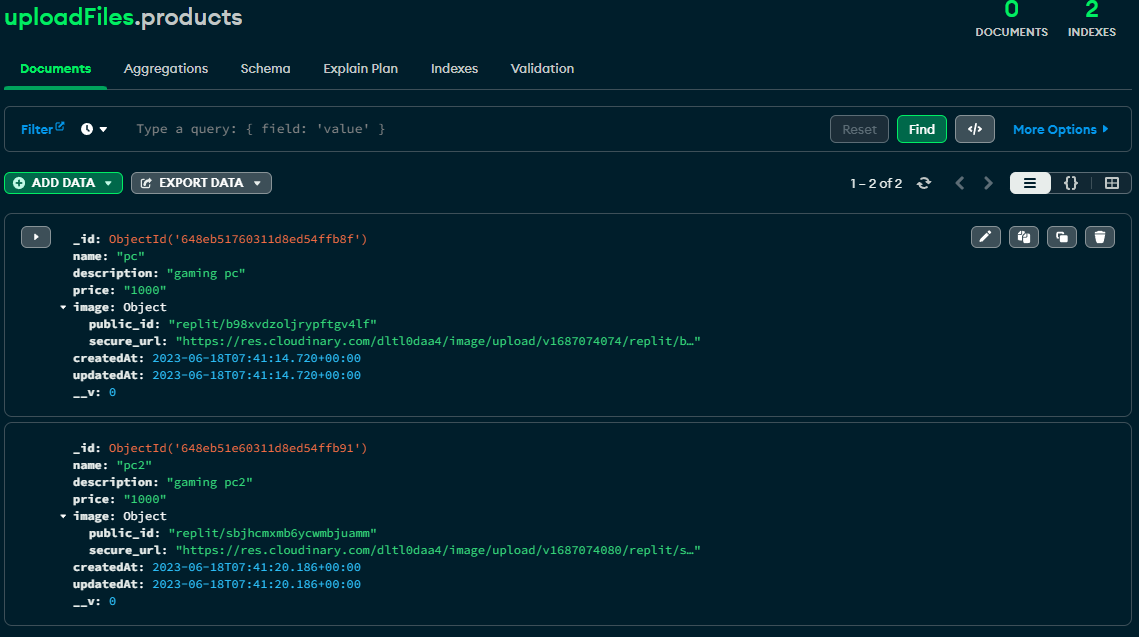 uploadFiles.products
0
DOCUMENTS
2
INDEXES
Documents
Aggregations
Schema
Explain Plan
Indexes
Validation
Filter
Type a query: { field: 'value' }
Reset
Find
</>
More Options
ADD DATA
EXPORT DATA
1 – 2 of 2
{}
_id: ObjectId('648eb51760311d8ed54ffb8f')
name: "pc"
description: "gaming pc"
price: "1000"
image: Object
public_id: "replit/b98xvdzoljrypftgv4lf"
secure_url: "https://res.cloudinary.com/dltl0daa4/image/upload/v1687074074/replit/b…"
createdAt: 2023-06-18T07:41:14.720+00:00
updatedAt: 2023-06-18T07:41:14.720+00:00
__v: 0
_id: ObjectId('648eb51e60311d8ed54ffb91')
name: "pc2"
description: "gaming pc2"
price: "1000"
image: Object
public_id: "replit/sbjhcmxmb6ycwmbjuamm"
secure_url: "https://res.cloudinary.com/dltl0daa4/image/upload/v1687074080/replit/s…"
createdAt: 2023-06-18T07:41:20.186+00:00
updatedAt: 2023-06-18T07:41:20.186+00:00
__v: 0